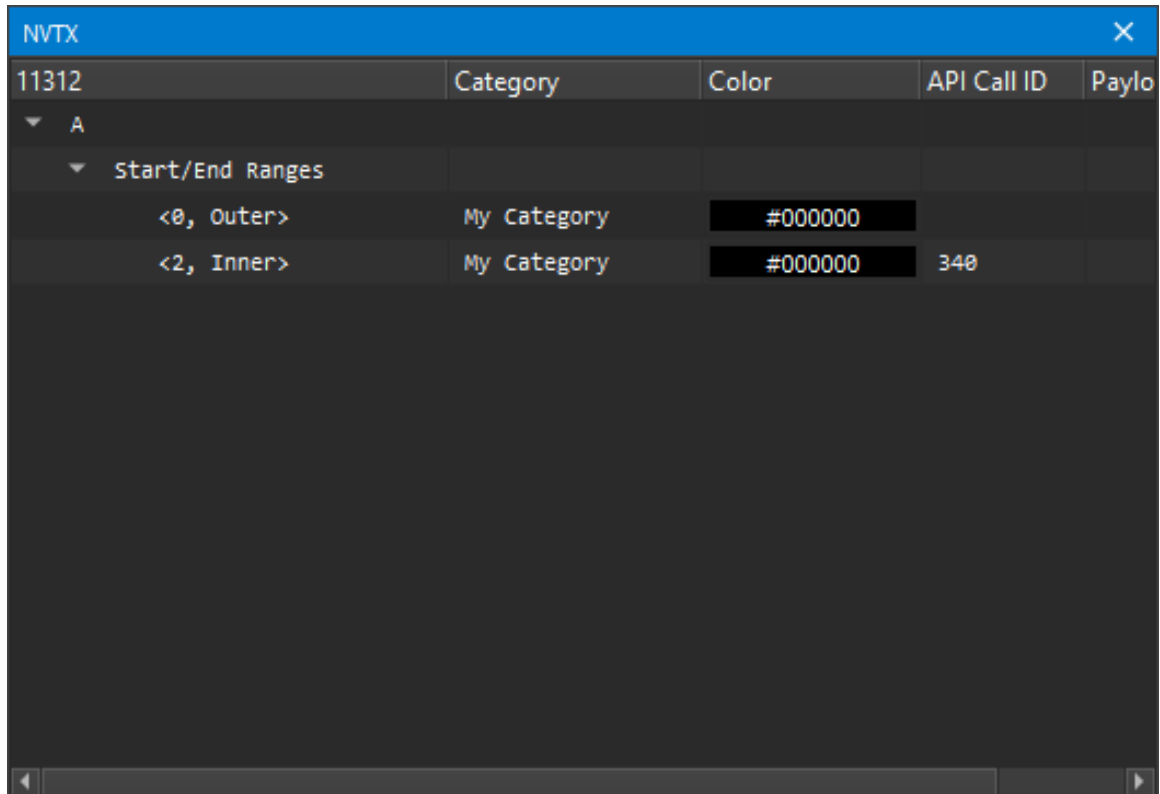 NVTX
11312 Category Color API Call ID Paylo
A
Start/End Ranges
<0, Outer> My Category #000000
<2, Inner> My Category #000000 340